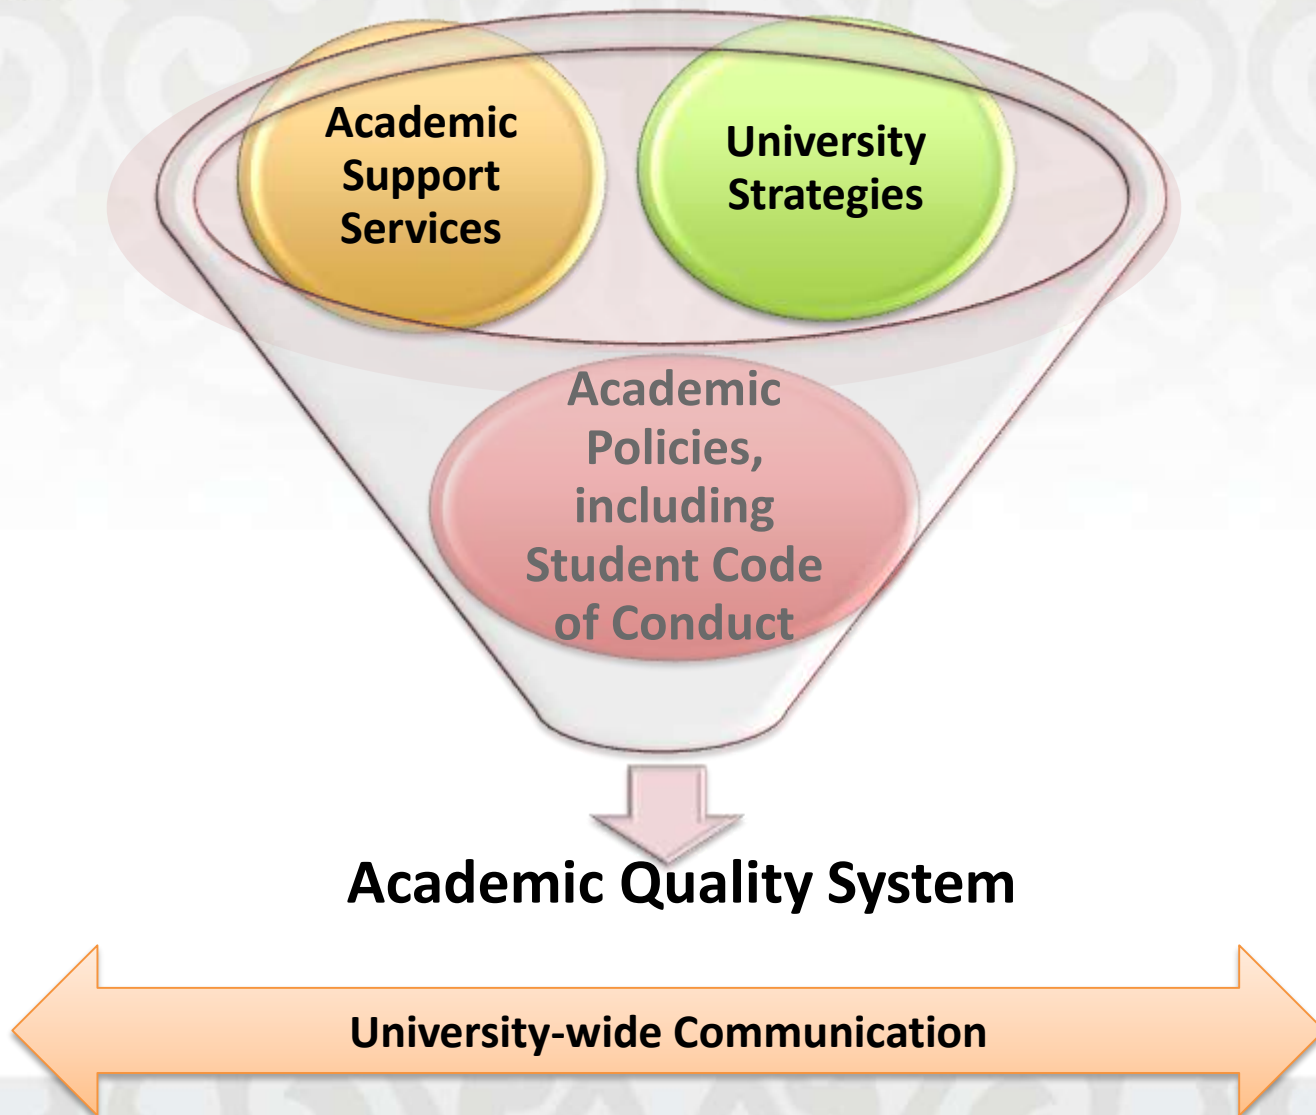 Academic
Support
Services
University
Strategies
Academic
Policies,
including
Student Code
of Conduct
Academic Quality System
University-wide Communication